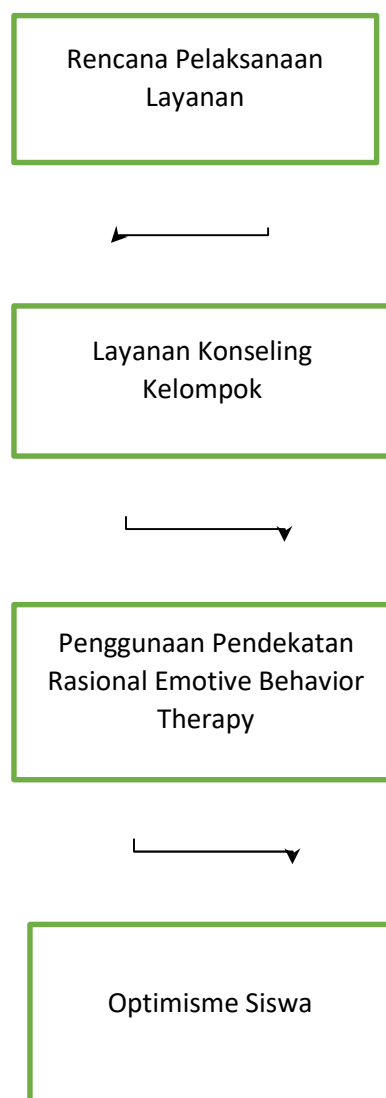 Rencana Pelaksanaan
Layanan
Layanan Konseling
Kelompok
Penggunaan Pendekatan
Rasional Emotive Behavior
Therapy
Optimisme Siswa